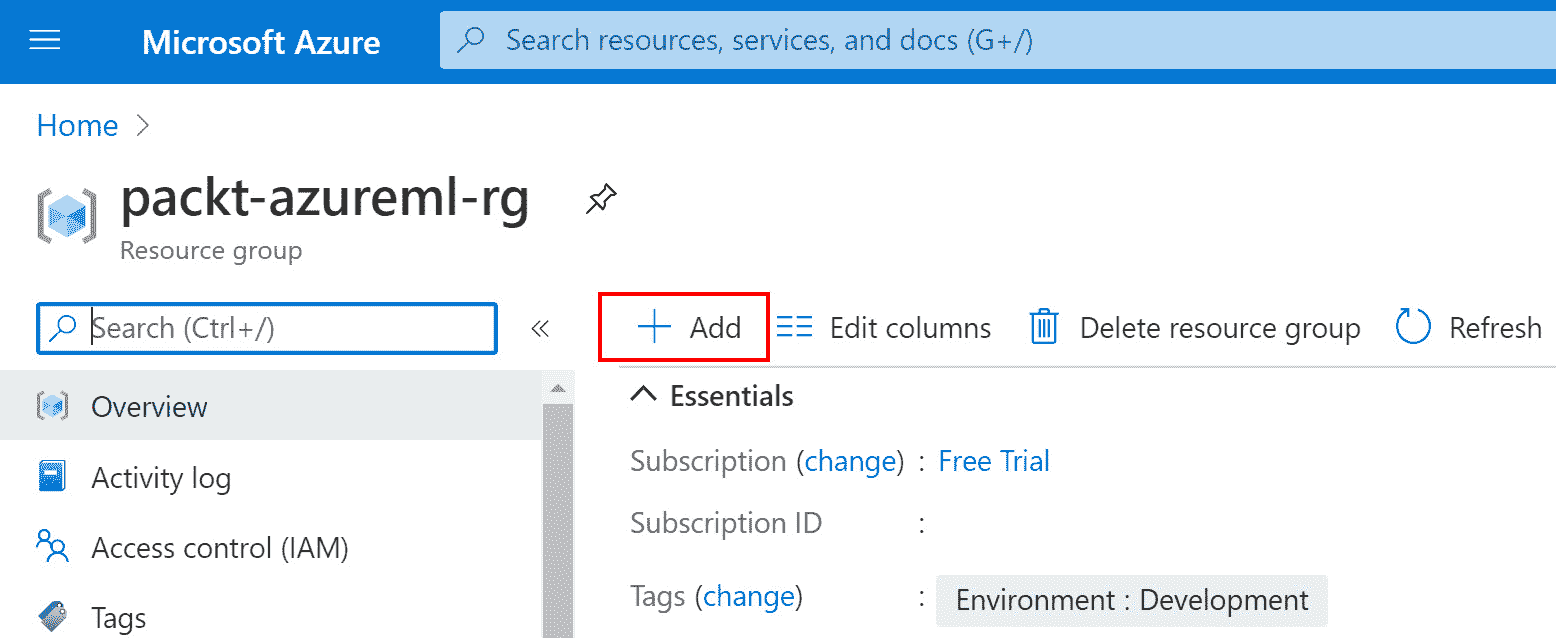 Microsoft Azure
Search resources, services, and docs (G+/)
Home
packt-azureml-rg
Resource group
Search (Ctrl+/)
«
Add
Edit columns
Delete resource group
Refresh
Overview
Essentials
Subscription (change) : Free Trial
Activity log
Subscription ID :
Access control (IAM)
Tags (change) : Environment : Development
Tags